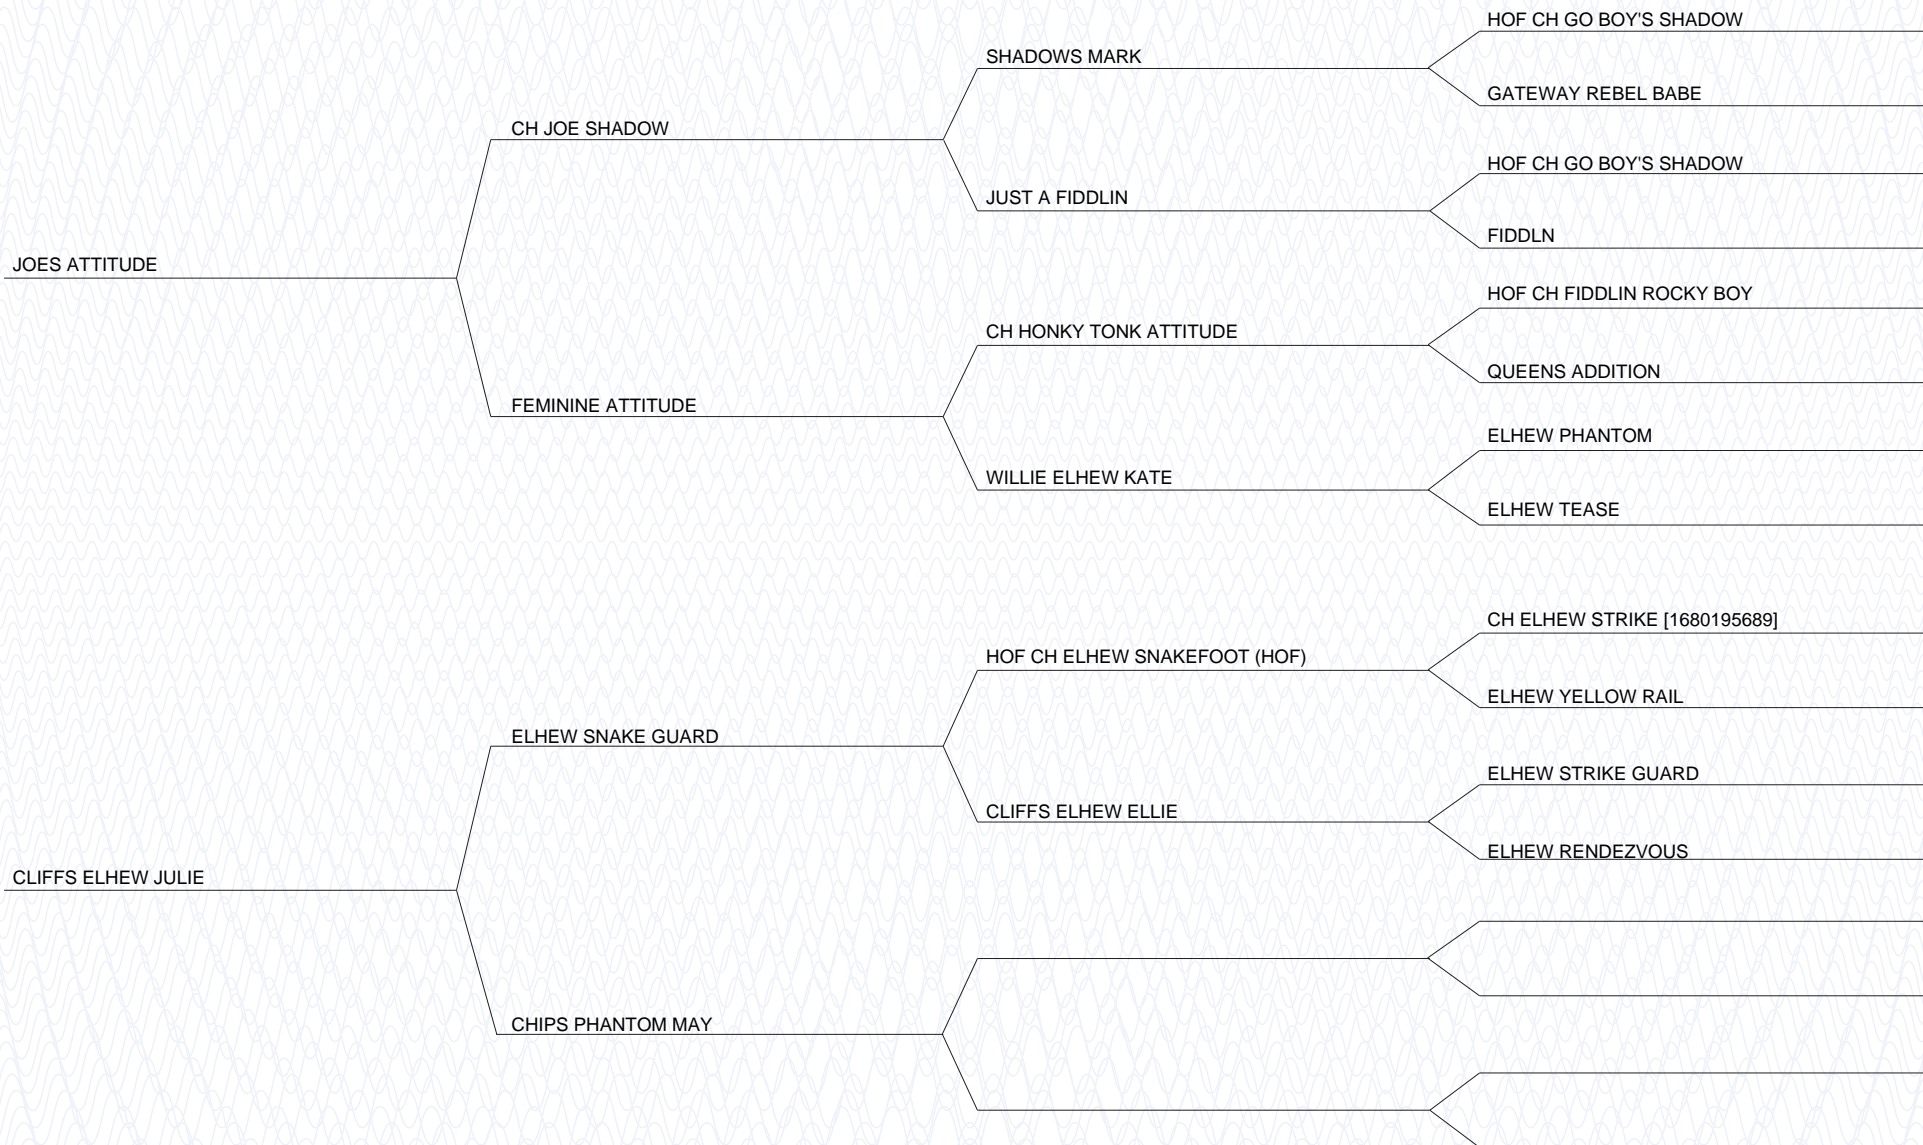 HOF CH GO BOY'S SHADOW
SHADOWS MARK
GATEWAY REBEL BABE
CH JOE SHADOW
HOF CH GO BOY'S SHADOW
JUST A FIDDLIN
FIDDLN
JOES ATTITUDE
HOF CH FIDDLIN ROCKY BOY
CH HONKY TONK ATTITUDE
QUEENS ADDITION
FEMININE ATTITUDE
ELHEW PHANTOM
WILLIE ELHEW KATE
ELHEW TEASE
CH ELHEW STRIKE [1680195689]
HOF CH ELHEW SNAKEFOOT (HOF)
ELHEW YELLOW RAIL
ELHEW SNAKE GUARD
ELHEW STRIKE GUARD
CLIFFS ELHEW ELLIE
ELHEW RENDEZVOUS
CLIFFS ELHEW JULIE
CHIPS PHANTOM MAY